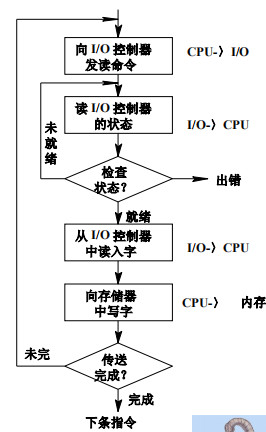 向 I/O 控制器
发读命令
CPU-〉I/O
读 I/O 控制器
的状态
I/O-〉CPU
未
就
绪
检查
状态?
出错
就绪
从 I/O 控制器
中读入字
I/O-〉CPU
向存储器
中写字
CPU-〉 内存
未完
传送
完成?
完成
下条指令